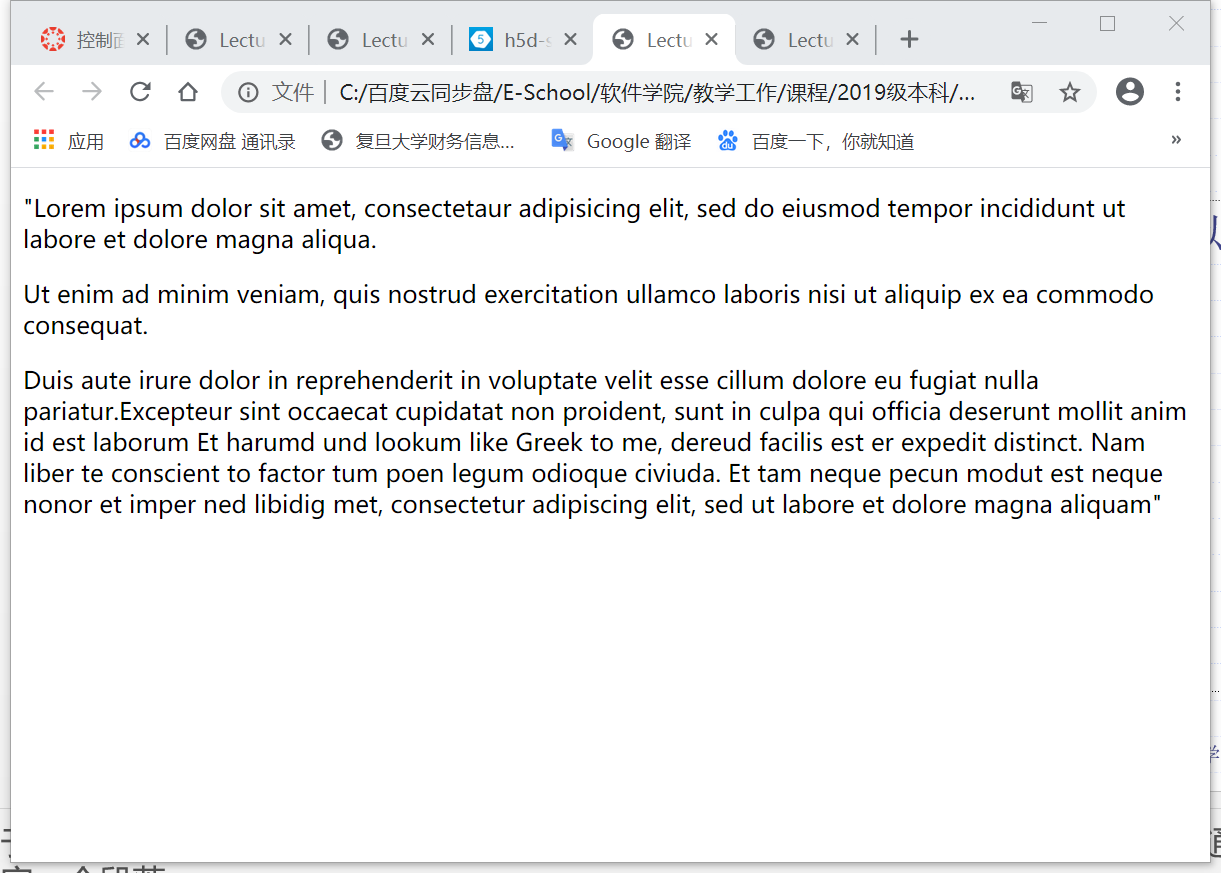 控制面
Lectu
Lectu
h5d-s
Lectu
Lectu
文件 C:/百度云同步盘/E-School/软件学院/教学工作/课程/2019级本科/...
应用 百度网盘 通讯录 复旦大学财务信息... Google 翻译 百度一下，你就知道 »
"Lorem ipsum dolor sit amet, consectetaur adipisicing elit, sed do eiusmod tempor incididunt ut
labore et dolore magna aliqua.
Ut enim ad minim veniam, quis nostrud exercitation ullamco laboris nisi ut aliquip ex ea commodo
consequat.
Duis aute irure dolor in reprehenderit in voluptate velit esse cillum dolore eu fugiat nulla
pariatur.Excepteur sint occaecat cupidatat non proident, sunt in culpa qui officia deserunt mollit anim
id est laborum Et harumd und lookum like Greek to me, dereud facilis est er expedit distinct. Nam
liber te conscient to factor tum poen legum odioque civiuda. Et tam neque pecun modut est neque
nonor et imper ned libidig met, consectetur adipiscing elit, sed ut labore et dolore magna aliquam"